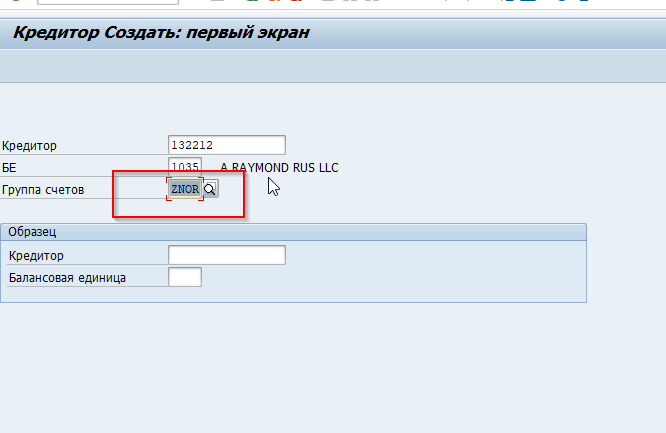 Кредитор Создать: первый экран
Кредитор 132212
БЕ 1035 A RAYMOND RUS LLC
Группа счетов ZNOR
Образец
Кредитор
Балансовая единица